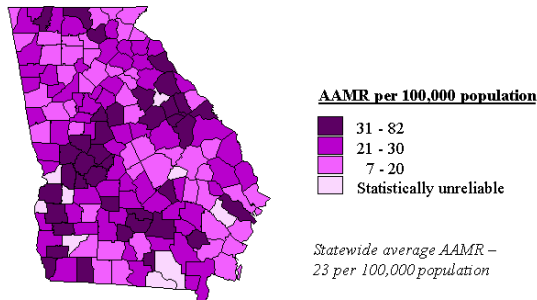 AAMR per 100,000 population
31 - 82
21 - 30
7 - 20
Statistically unreliable
Statewide average AAMR –
23 per 100,000 population